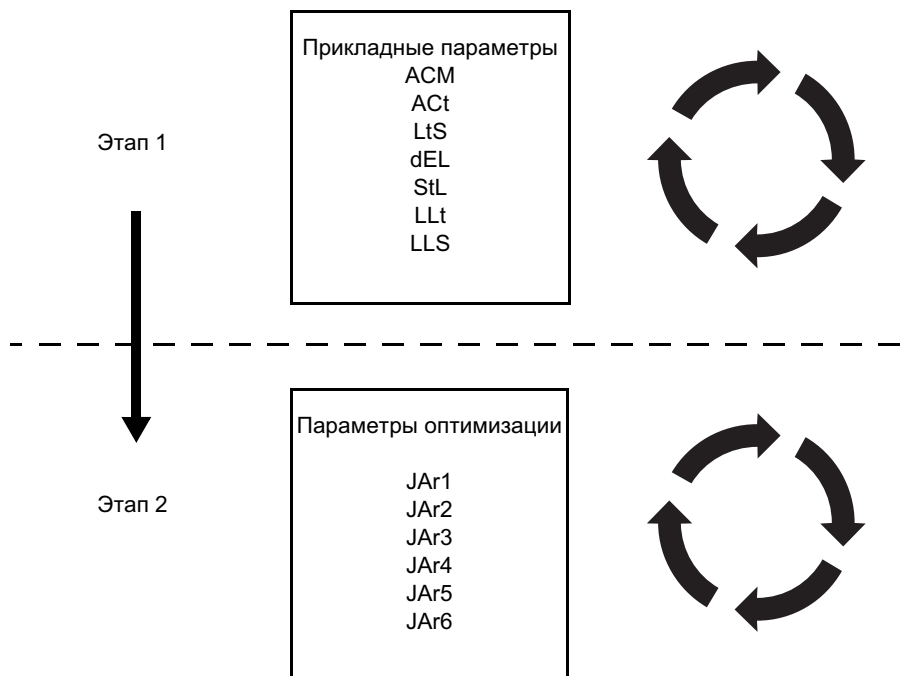 Прикладные параметры
ACM
ACt
LtS
dEL
StL
LLt
LLS
Этап 1
Параметры оптимизации
JAr1
JAr2
JAr3
JAr4
JAr5
JAr6
Этап 2